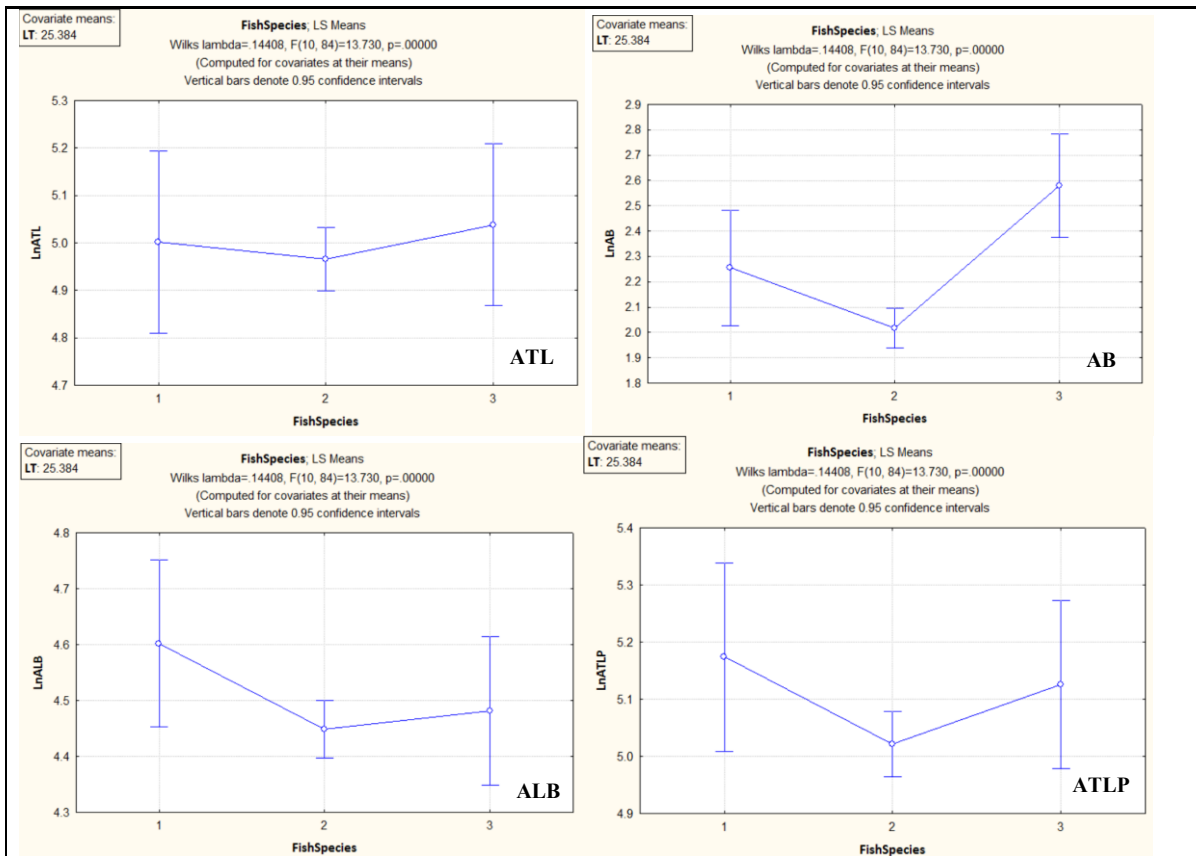 Covariate means:
LT: 25.384
FishSpecies; LS Means
Wilks lambda=.14408, F(10, 84)=13.730, p=.00000
(Computed for covariates at their means)
Vertical bars denote 0.95 confidence intervals
5.3
5.2
5.1
5.0
4.9
4.8
4.7
LnATL
ATL
1 2 3
FishSpecies
Covariate means:
LT: 25.384
FishSpecies; LS Means
Wilks lambda=.14408, F(10, 84)=13.730, p=.00000
(Computed for covariates at their means)
Vertical bars denote 0.95 confidence intervals
2.9
2.8
2.7
2.6
2.5
2.4
2.3
2.2
2.1
2.0
1.9
1.8
LnAB
AB
1 2 3
FishSpecies
Covariate means:
LT: 25.384
FishSpecies; LS Means
Wilks lambda=.14408, F(10, 84)=13.730, p=.00000
(Computed for covariates at their means)
Vertical bars denote 0.95 confidence intervals
4.8
4.7
4.6
4.5
4.4
4.3
LnALB
ALB
1 2 3
FishSpecies
Covariate means:
LT: 25.384
FishSpecies; LS Means
Wilks lambda=.14408, F(10, 84)=13.730, p=.00000
(Computed for covariates at their means)
Vertical bars denote 0.95 confidence intervals
5.4
5.3
5.2
5.1
5.0
4.9
LnATLP
ATLP
1 2 3
FishSpecies